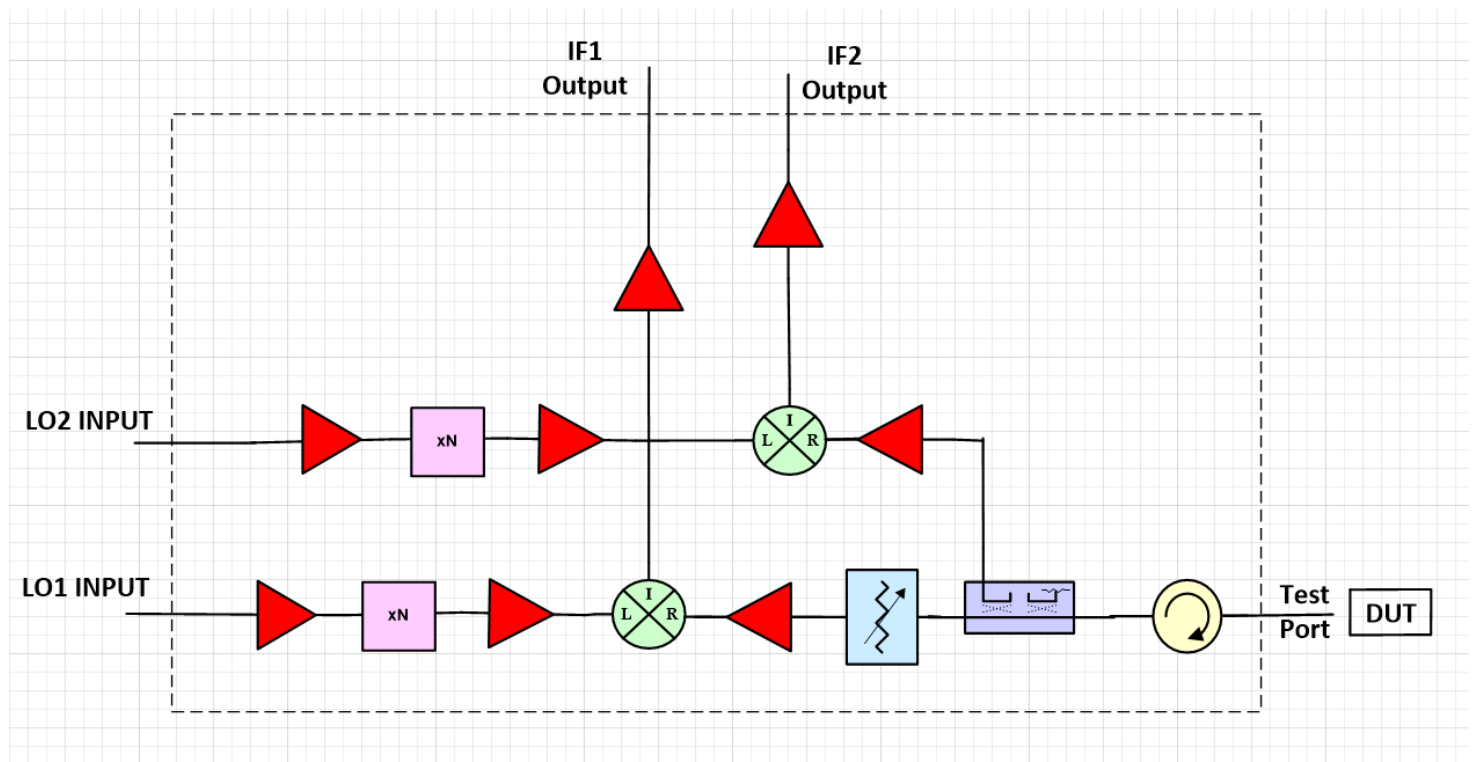 IF1
Output
IF2
Output
LO2 INPUT
xN
I
L
R
LO1 INPUT
xN
I
L
R
Test
Port
DUT